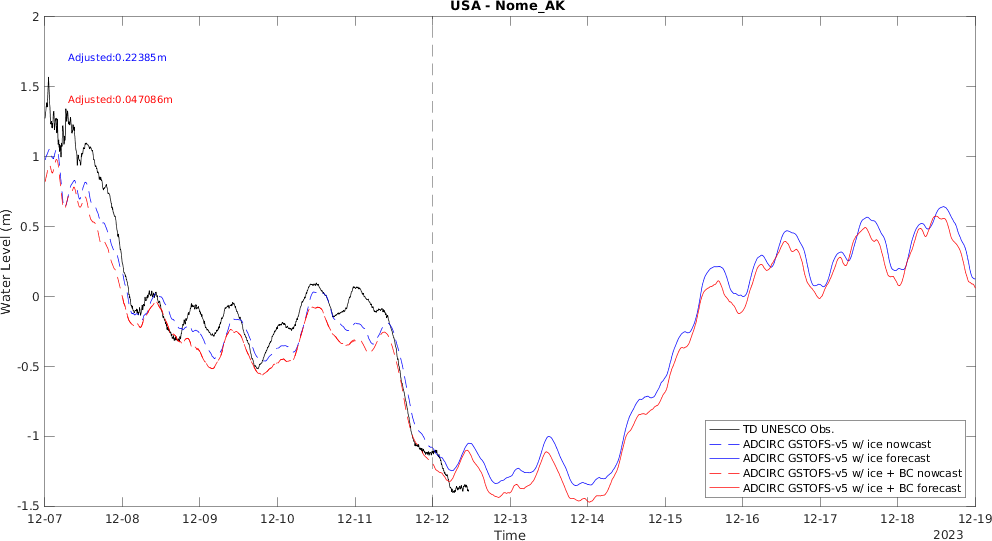 USA - Nome_AK
Adjusted:0.22385m
Adjusted:0.047086m
Water Level (m)
2
1.5
1
0.5
0
-0.5
-1
-1.5
TD UNESCO Obs.
ADCIRC GSTOFS-v5 w/ ice nowcast
ADCIRC GSTOFS-v5 w/ ice forecast
ADCIRC GSTOFS-v5 w/ ice + BC nowcast
ADCIRC GSTOFS-v5 w/ ice + BC forecast
12-07 12-08 12-09 12-10 12-11 12-12 12-13 12-14 12-15 12-16 12-17 12-18 12-19
Time
2023